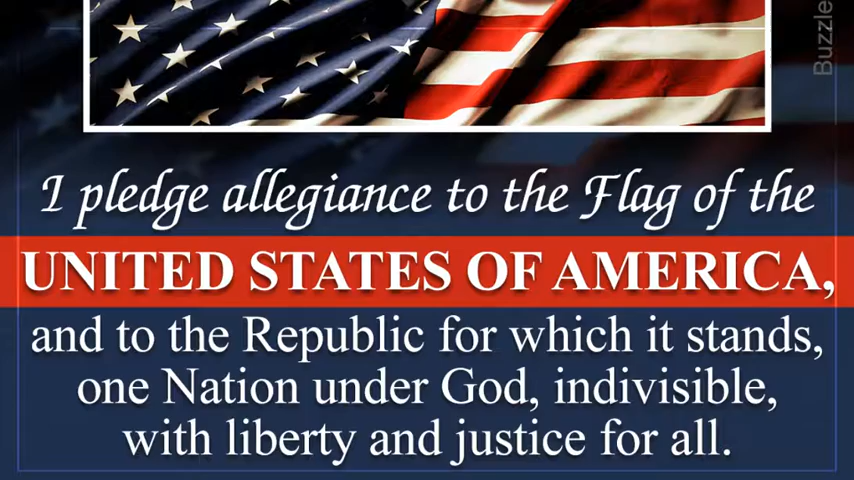 Buzzle
I pledge allegiance to the Flag of the
UNITED STATES OF AMERICA,
and to the Republic for which it stands,
one Nation under God, indivisible,
with liberty and justice for all.